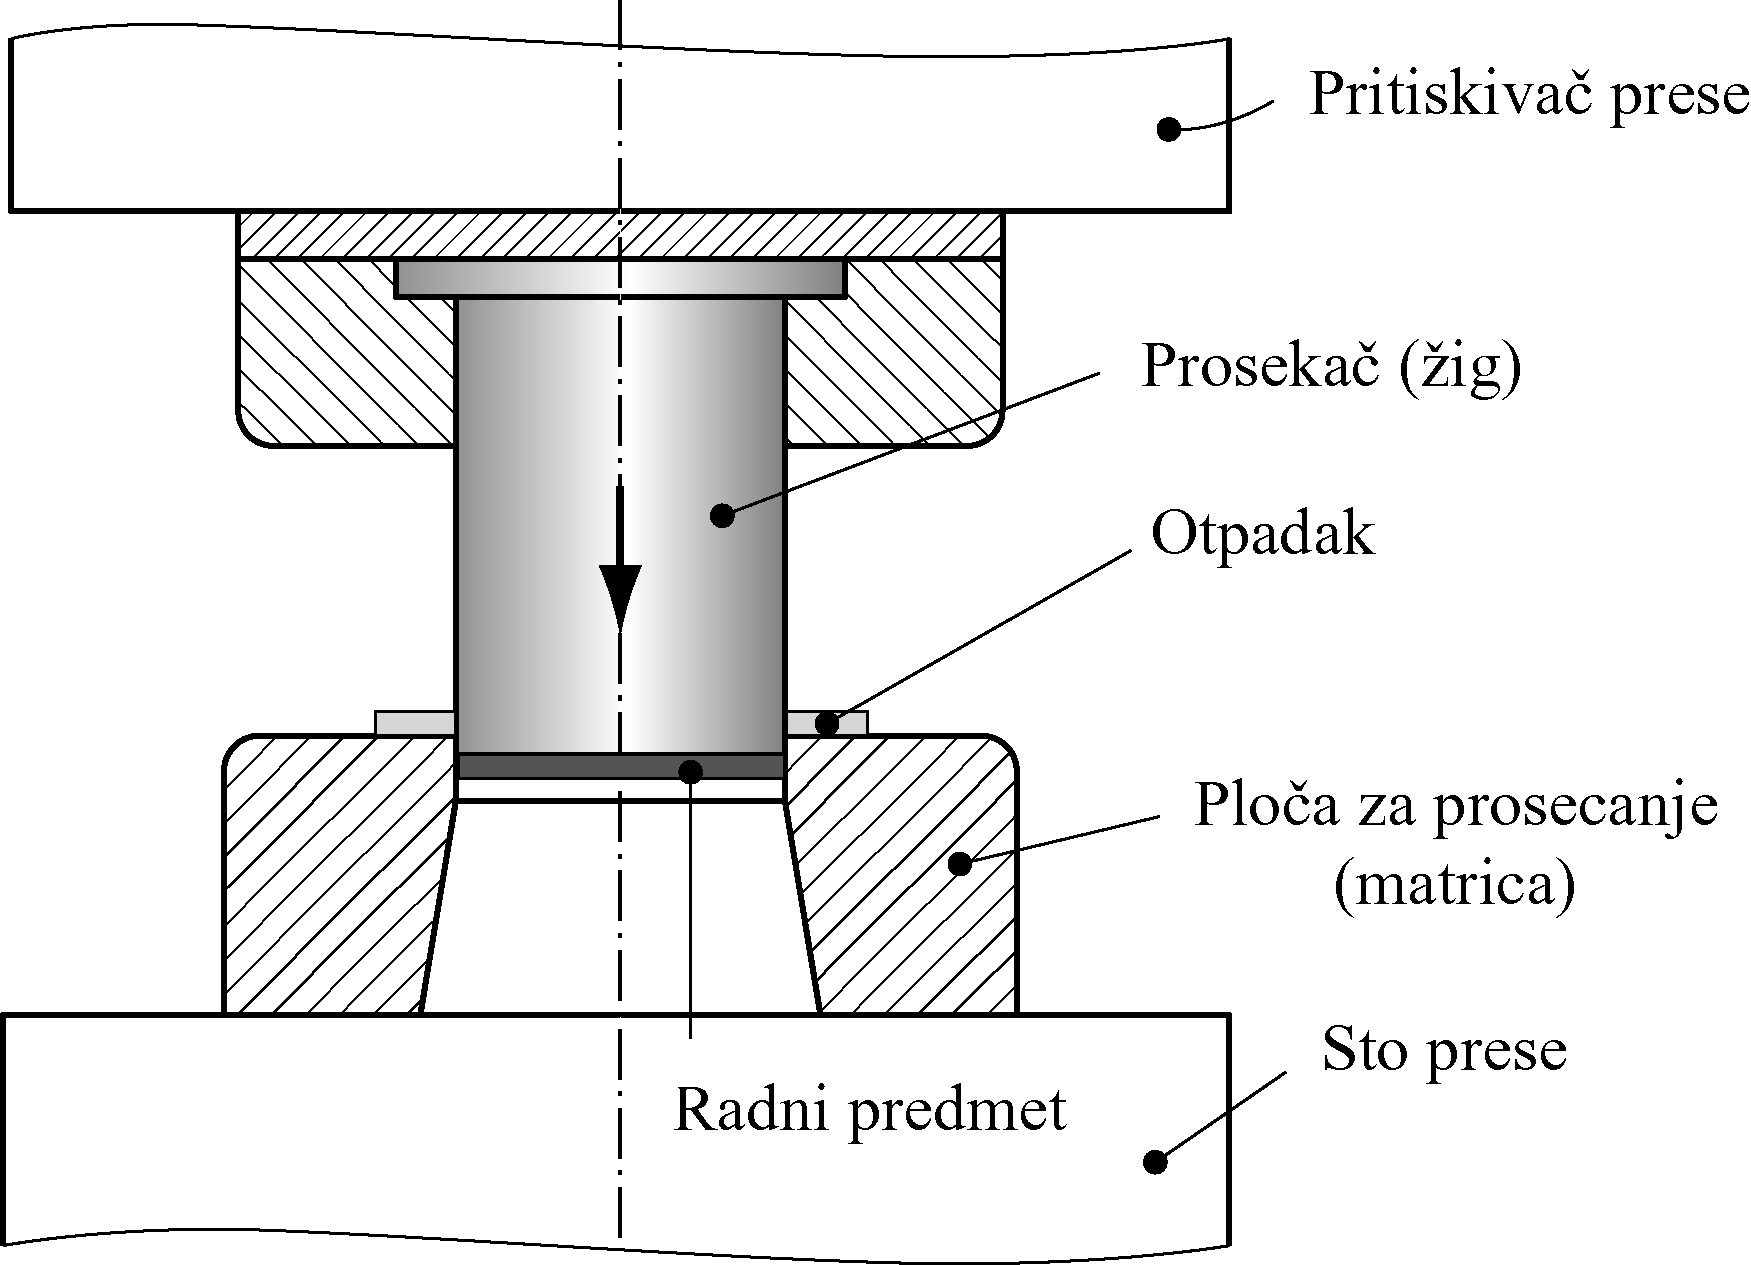 Pritiskivač prese
Prosekač (žig)
Otpadak
Ploča za prosecanje
(matrica)
Sto prese
Radni predmet